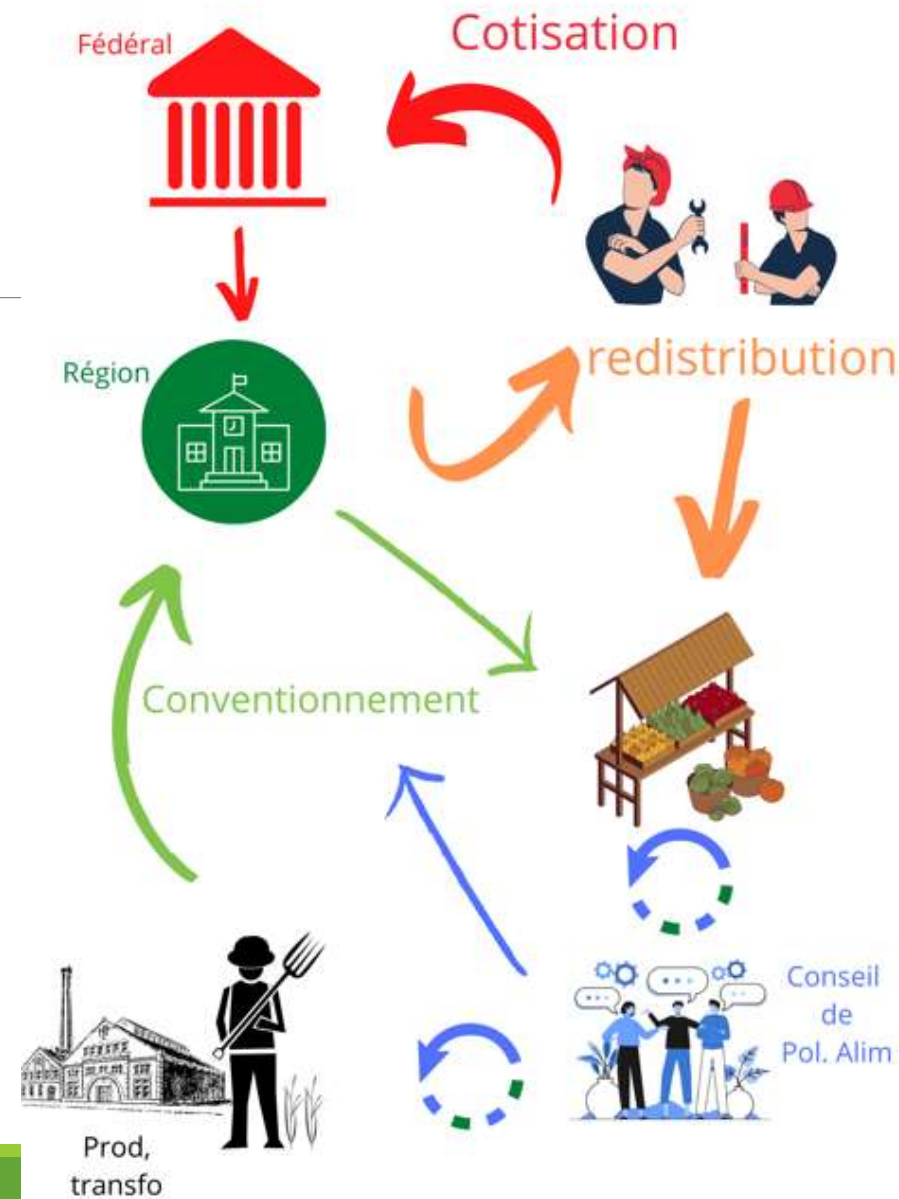 Cotisation
Fédéral
redistribution
Région
Conventionnement
Conseil
de
Pol. Alim
Prod,
transfo